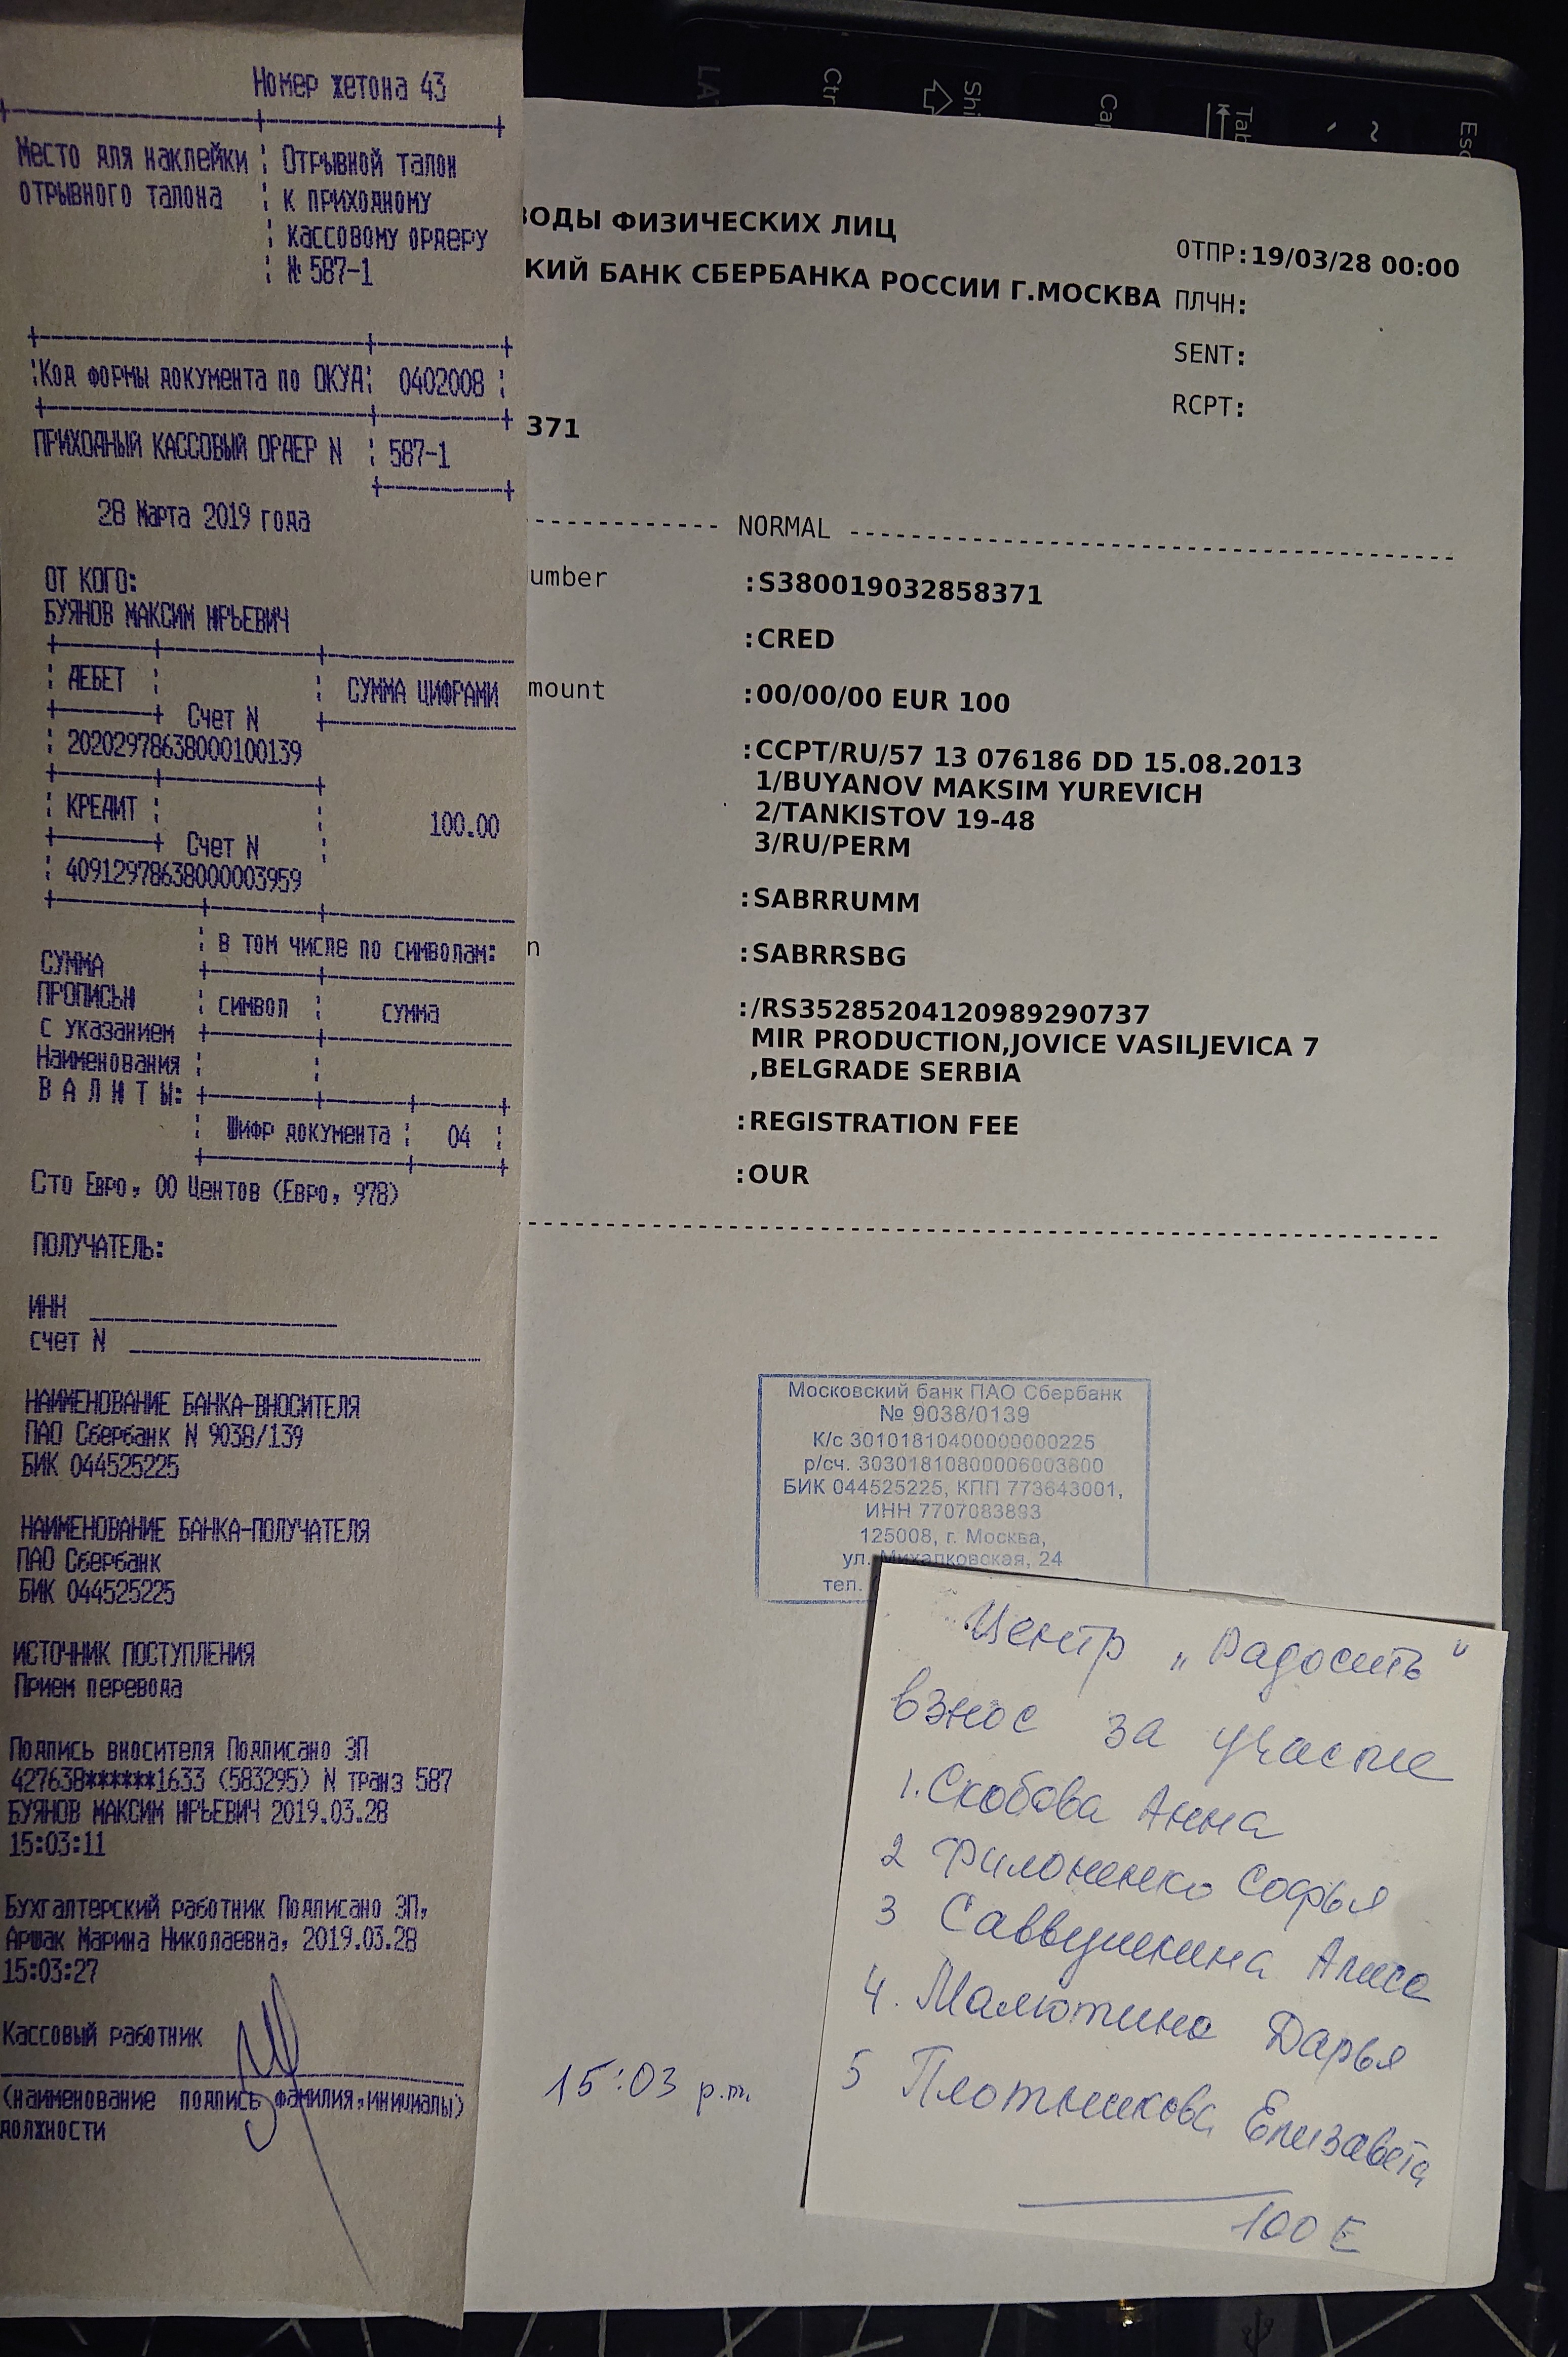 Номер жетона 43
Место для наклейки
отрывного талона
Отрывной талон
к приходному
кассовому ордеру
№ 587-1
Код формы документа по ОКУД 0402008
ПРИХОДНЫЙ КАССОВЫЙ ОРДЕР N 587-1
28 Марта 2019 года
ОТ КОГО:
БУЯНОВ МАКСИМ ЮРЬЕВИЧ
ДЕБЕТ
СУММА ЦИФРАМИ
Счет N
20202978638000100139
КРЕДИТ
100.00
Счет N
40912978638000003959
СУММА
ПРОПИСЬЮ
с указанием
Наименования
В А Л Ю Т Ы:
в том числе по символам:
символ сумма
Шифр документа 04
Сто Евро, 00 Центов (Евро, 978)
ПОЛУЧАТЕЛЬ:
ИНН
счет N
НАИМЕНОВАНИЕ БАНКА-ВНОСИТЕЛЯ
ПАО Сбербанк N 9038/139
БИК 044525225
НАИМЕНОВАНИЕ БАНКА-ПОЛУЧАТЕЛЯ
ПАО Сбербанк
БИК 044525225
ИСТОЧНИК ПОСТУПЛЕНИЯ
Прием перевода
Подпись вносителя Подписано ЭП
427638******1633 (583295) N транз 587
БУЯНОВ МАКСИМ ЮРЬЕВИЧ 2019.03.28
15:03:11
Бухгалтерский работник Подписано ЭП,
Аршак Марина Николаевна, 2019.03.28
15:03:27
Кассовый работник
(наименование подпись фамилия,инициалы)
должности
Ctr
Shi
Cap
Tab
~
Esc
ВОДЫ ФИЗИЧЕСКИХ ЛИЦ
КИЙ БАНК СБЕРБАНКА РОССИИ Г.МОСКВА
ОТПР:19/03/28 00:00
ПЛЧН:
SENT:
RCPT:
371
NORMAL
umber :S380019032858371
:CRED
mount :00/00/00 EUR 100
:CCPT/RU/57 13 076186 DD 15.08.2013
1/BUYANOV MAKSIM YUREVICH
2/TANKISTOV 19-48
3/RU/PERM
:SABRRUMM
n :SABRRSBG
:/RS35285204120989290737
MIR PRODUCTION,JOVICE VASILJEVICA 7
,BELGRADE SERBIA
:REGISTRATION FEE
:OUR
Московский банк ПАО Сбербанк
№ 9038/0139
К/с 30101810400000000225
р/сч. 30301810800006003800
БИК 044525225, КПП 773643001,
ИНН 7707083893
125008, г. Москва,
ул. Михалковская, 24
тел.
15:03 р.т.
Центр „Радость“
взнос за участие
1. Скобова Анна
2 Филоненко Софья
3 Саввушкина Алиса
4. Малютина Дарья
5 Плотникова Елизавета
100 E